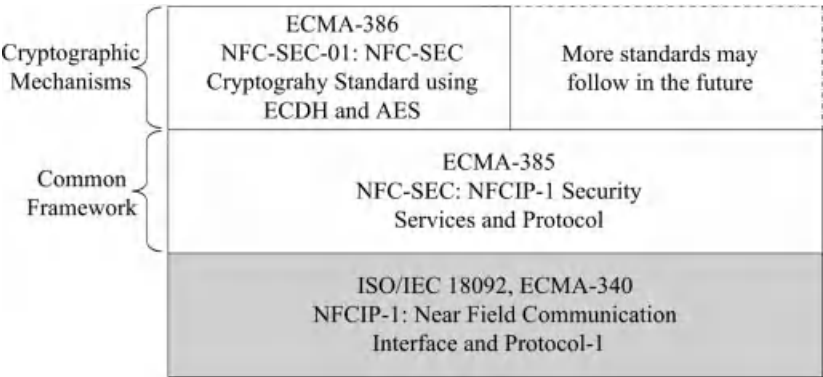 Cryptographic
Mechanisms
ECMA-386
NFC-SEC-01: NFC-SEC
Cryptograhy Standard using
ECDH and AES
More standards may
follow in the future
Common
Framework
ECMA-385
NFC-SEC: NFCIP-1 Security
Services and Protocol
ISO/IEC 18092, ECMA-340
NFCIP-1: Near Field Communication
Interface and Protocol-1